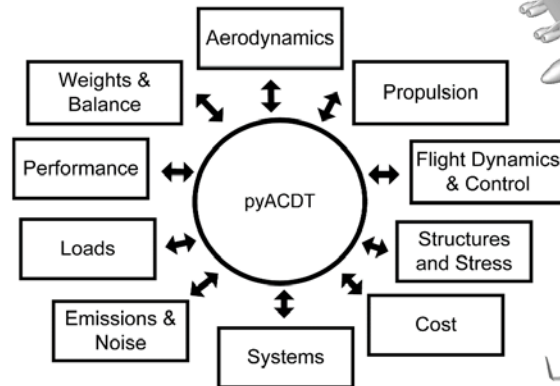 Aerodynamics
Weights &
Balance
Propulsion
Performance
Flight Dynamics
& Control
pyACDT
Loads
Structures
and Stress
Emissions &
Noise
Cost
Systems